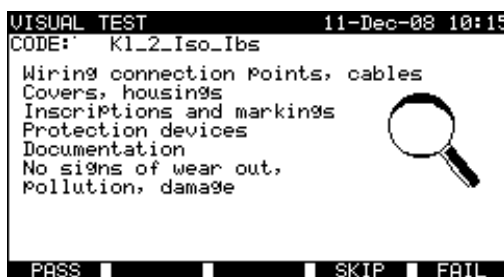 VISUAL TEST 11-Dec-08 10:15
CODE: Kl_2_Iso_Ibs
Wiring connection points, cables
Covers, housings
Inscriptions and markings
Protection devices
Documentation
No signs of wear out,
pollution, damage
PASS SKIP FAIL